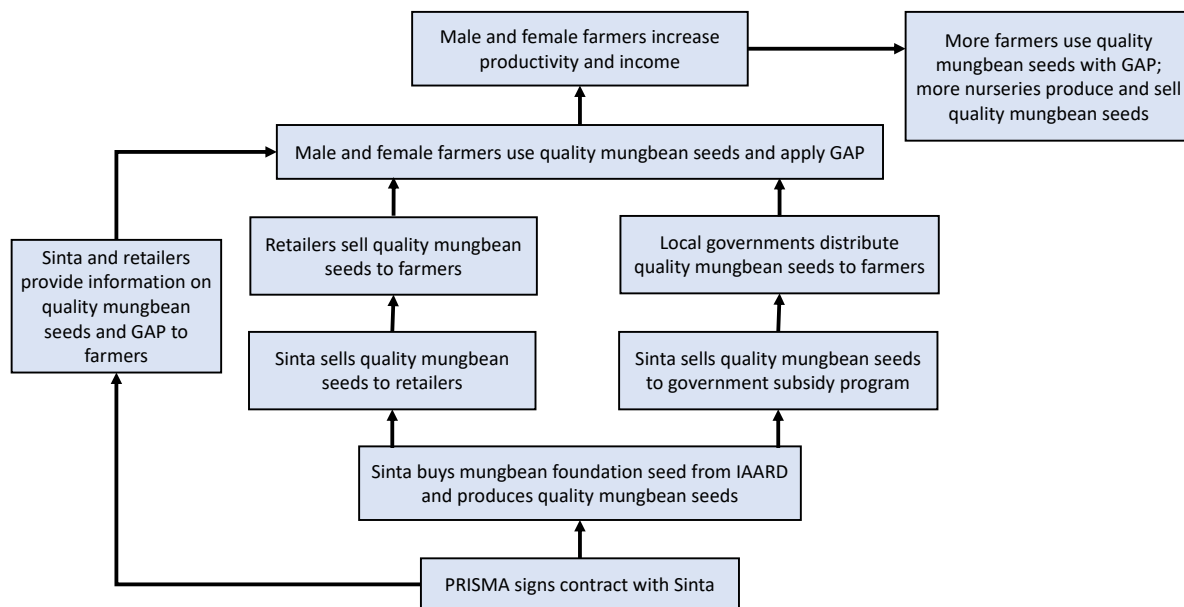 Male and female farmers increase
productivity and income
More farmers use quality
mungbean seeds with GAP;
more nurseries produce and sell
quality mungbean seeds
Male and female farmers use quality mungbean seeds and apply GAP
Sinta and retailers
provide information on
quality mungbean
seeds and GAP to
farmers
Retailers sell quality mungbean
seeds to farmers
Local governments distribute
quality mungbean seeds to farmers
Sinta sells quality mungbean
seeds to retailers
Sinta sells quality mungbean seeds
to government subsidy program
Sinta buys mungbean foundation seed from IAARD
and produces quality mungbean seeds
PRISMA signs contract with Sinta